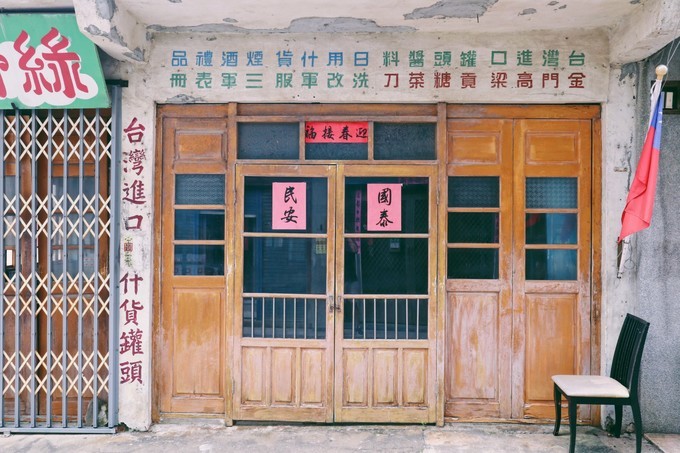 台灣進口罐頭醬料 日用什貨煙酒禮品
金門高梁貢糖菜刀 洗改軍服三軍表冊
迎春接福
國泰
民安
台灣進口 什貨罐頭
絲